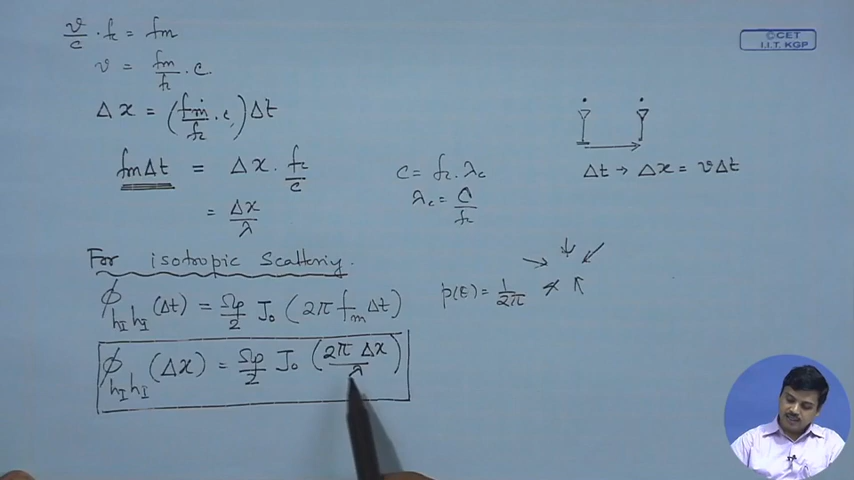 ©CET
I.I.T. KGP
v/c · fc = fm
v = fm/fc · c
Δx = (fm/fc · c) Δt
fmΔt = Δx · fc/c
= Δx/λ
c = fc · λc
λc = c/fc
Δt → Δx = vΔt
For isotropic Scattering.
ϕhIhI (Δt) = Ωp/2 J0 (2π fm Δt)
p(E) = 1/2π
ϕhIhI (Δx) = Ωp/2 J0 (2π Δx/λ)